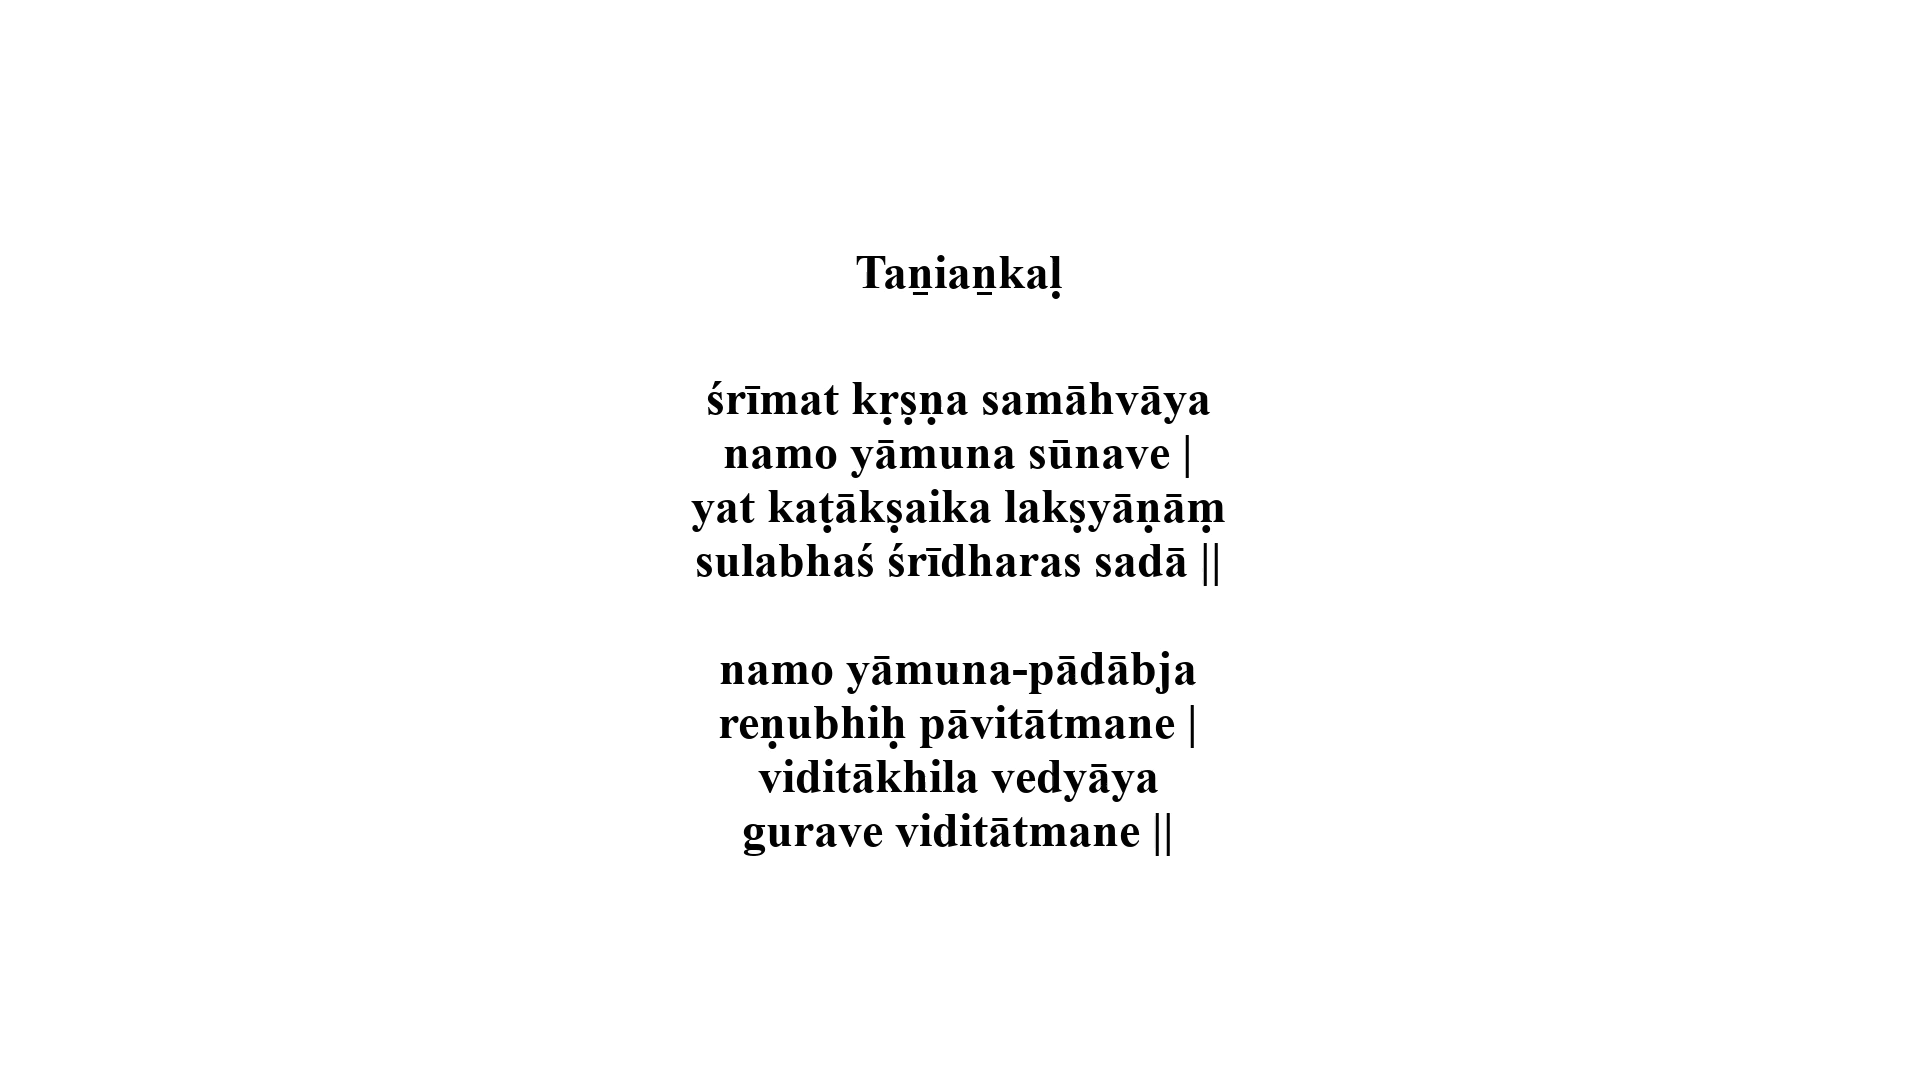 Taṉiaṉkaḷ
śrīmat kṛṣṇa samāhvāya
namo yāmuna sūnave |
yat kaṭākṣaika lakṣyāṇāṃ
sulabhaś śrīdharas sadā ||
namo yāmuna-pādābja
reṇubhiḥ pāvitātmane |
viditākhila vedyāya
gurave viditātmane ||